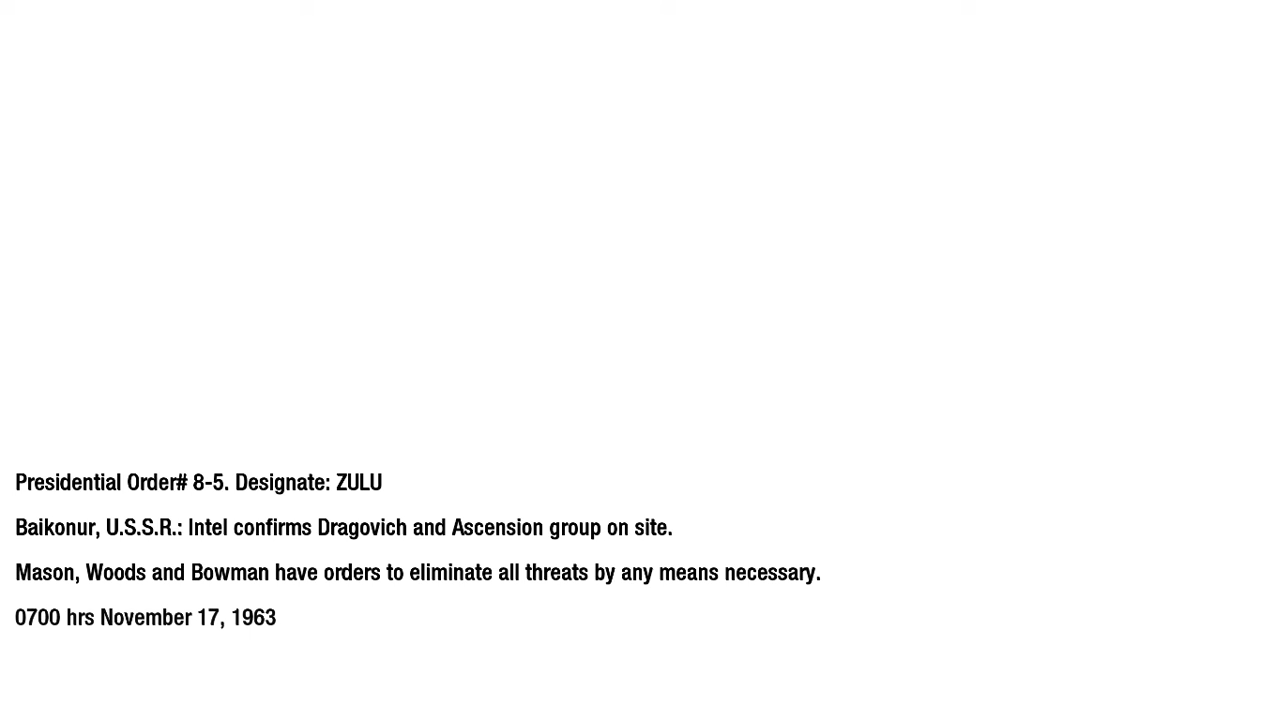 Presidential Order# 8-5. Designate: ZULU
Baikonur, U.S.S.R.: Intel confirms Dragovich and Ascension group on site.
Mason, Woods and Bowman have orders to eliminate all threats by any means necessary.
0700 hrs November 17, 1963